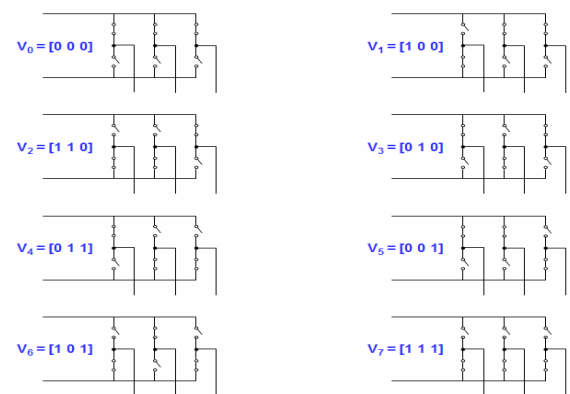 V₀ = [0 0 0]
V₁ = [1 0 0]
V₂ = [1 1 0]
V₃ = [0 1 0]
V₄ = [0 1 1]
V₅ = [0 0 1]
V₆ = [1 0 1]
V₇ = [1 1 1]